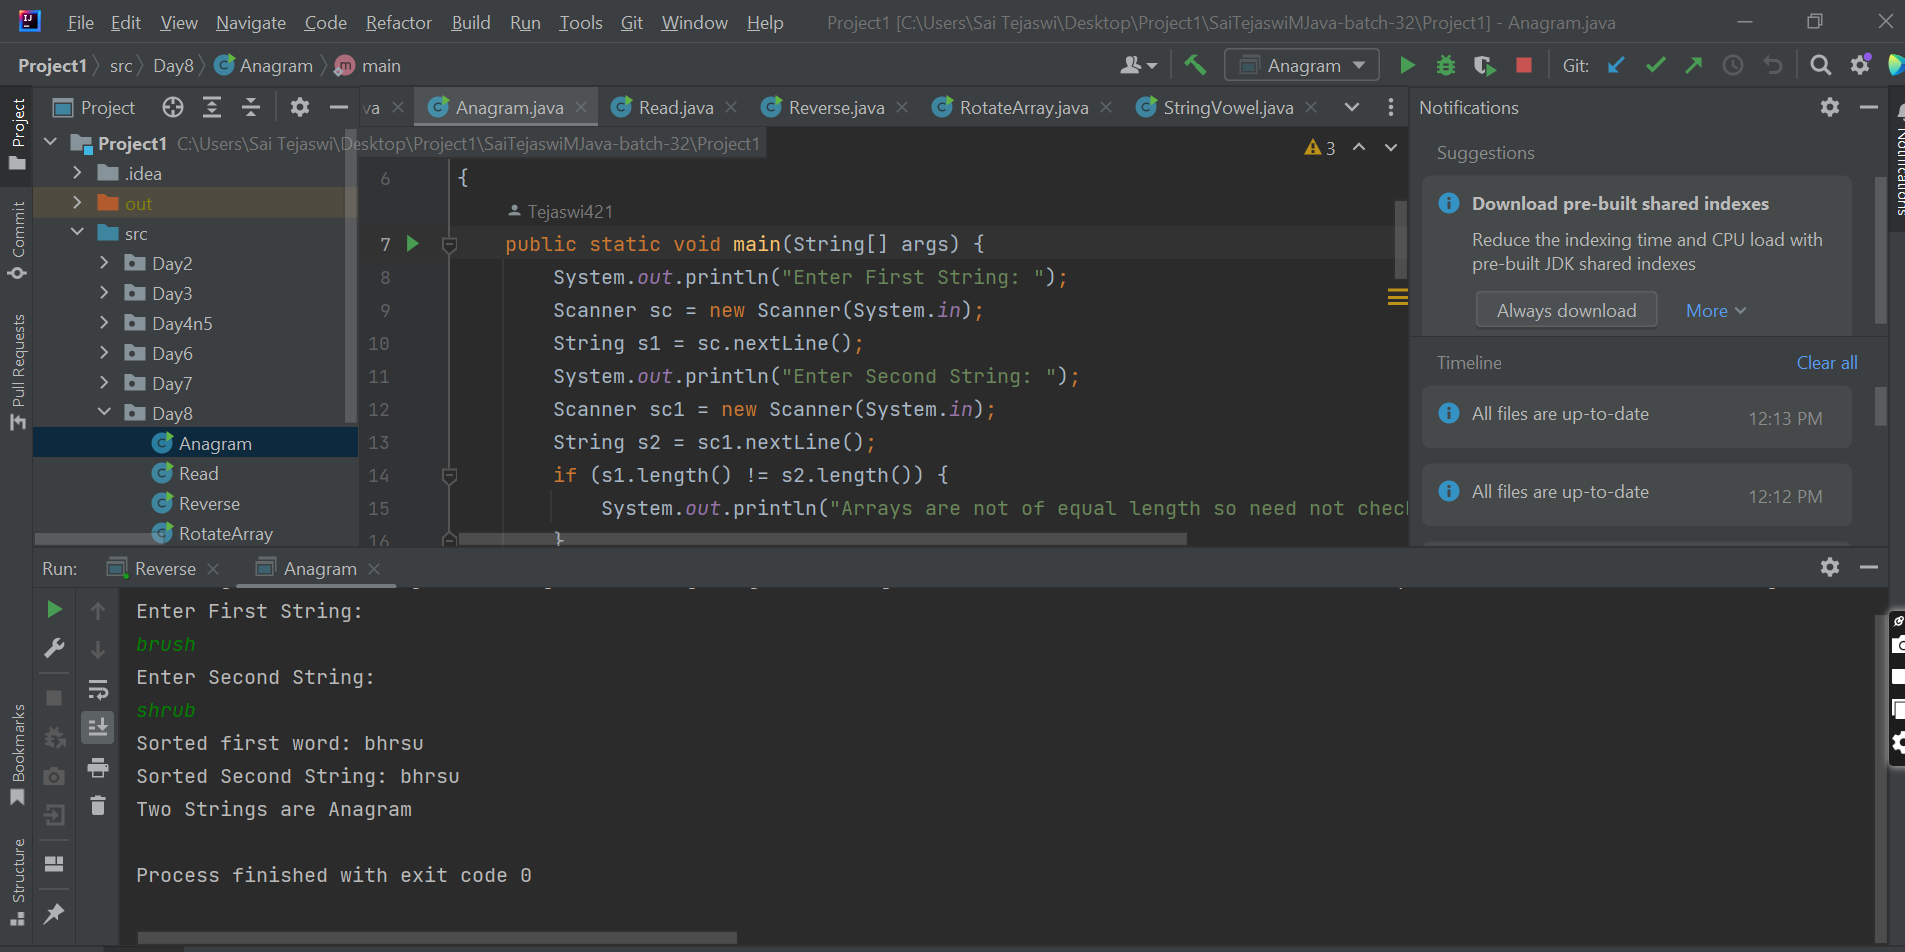 File Edit View Navigate Code Refactor Build Run Tools Git Window Help Project1 [C:\Users\Sai Tejaswi\Desktop\Project1\SaiTejaswiMJava-batch-32\Project1] - Anagram.java
Project1 src Day8 Anagram main Anagram Git:
Project
va Anagram.java Read.java Reverse.java RotateArray.java StringVowel.java
Project1 C:\Users\Sai Tejaswi\Desktop\Project1\SaiTejaswiMJava-batch-32\Project1
.idea
out
src
Day2
Day3
Day4n5
Day6
Day7
Day8
Anagram
Read
Reverse
RotateArray
3
6 {
Tejaswi421
7 public static void main(String[] args) {
8 System.out.println("Enter First String: ");
9 Scanner sc = new Scanner(System.in);
10 String s1 = sc.nextLine();
11 System.out.println("Enter Second String: ");
12 Scanner sc1 = new Scanner(System.in);
13 String s2 = sc1.nextLine();
14 if (s1.length() != s2.length()) {
15 System.out.println("Arrays are not of equal length so need not chec
16 }
Notifications
Suggestions
Download pre-built shared indexes
Reduce the indexing time and CPU load with
pre-built JDK shared indexes
Always download More
Timeline Clear all
All files are up-to-date 12:13 PM
All files are up-to-date 12:12 PM
Run: Reverse Anagram
Enter First String:
brush
Enter Second String:
shrub
Sorted first word: bhrsu
Sorted Second String: bhrsu
Two Strings are Anagram
Process finished with exit code 0
Project
Commit
Pull Requests
Bookmarks
Structure
Notifications